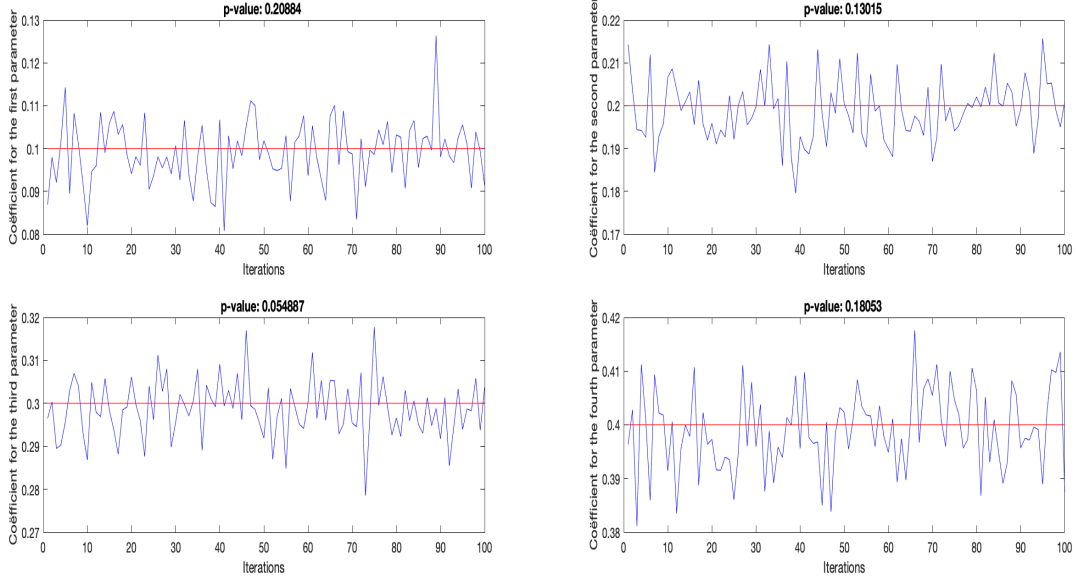 p-value: 0.20884
0.13
0.12
0.11
0.1
0.09
0.08
Coëfficient for the first parameter
0 10 20 30 40 50 60 70 80 90 100
Iterations
p-value: 0.13015
0.22
0.21
0.2
0.19
0.18
0.17
Coëfficient for the second parameter
0 10 20 30 40 50 60 70 80 90 100
Iterations
p-value: 0.054887
0.32
0.31
0.3
0.29
0.28
0.27
Coëfficient for the third parameter
0 10 20 30 40 50 60 70 80 90 100
Iterations
p-value: 0.18053
0.42
0.41
0.4
0.39
0.38
Coëfficient for the fourth parameter
0 10 20 30 40 50 60 70 80 90 100
Iterations